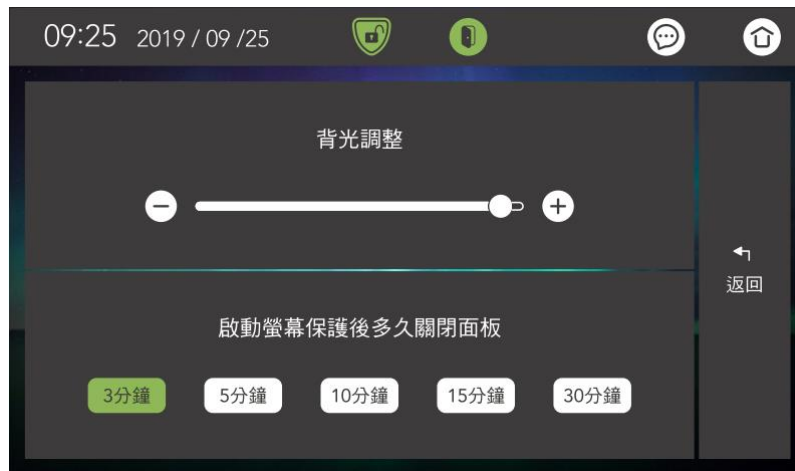 09:25 2019 / 09 /25
背光調整
返回
啟動螢幕保護後多久關閉面板
3分鐘 5分鐘 10分鐘 15分鐘 30分鐘